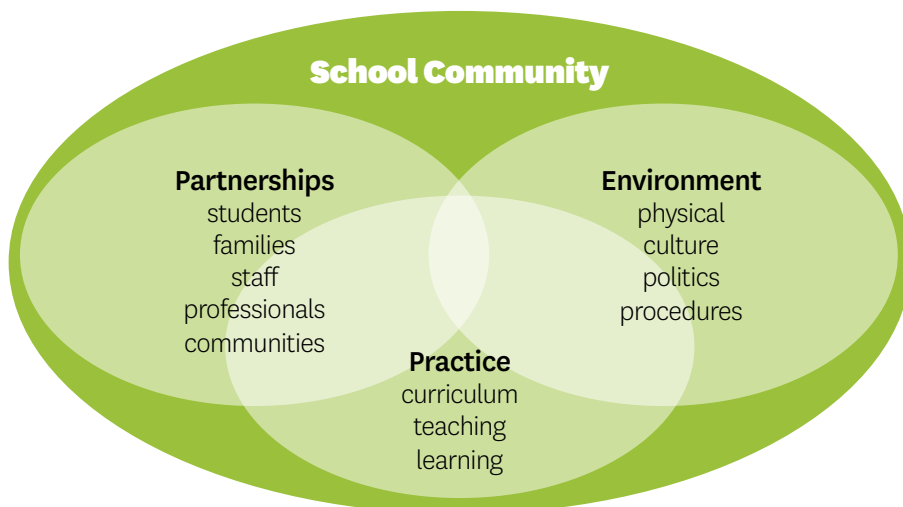 School Community
Partnerships
students
families
staff
professionals
communities
Environment
physical
culture
politics
procedures
Practice
curriculum
teaching
learning